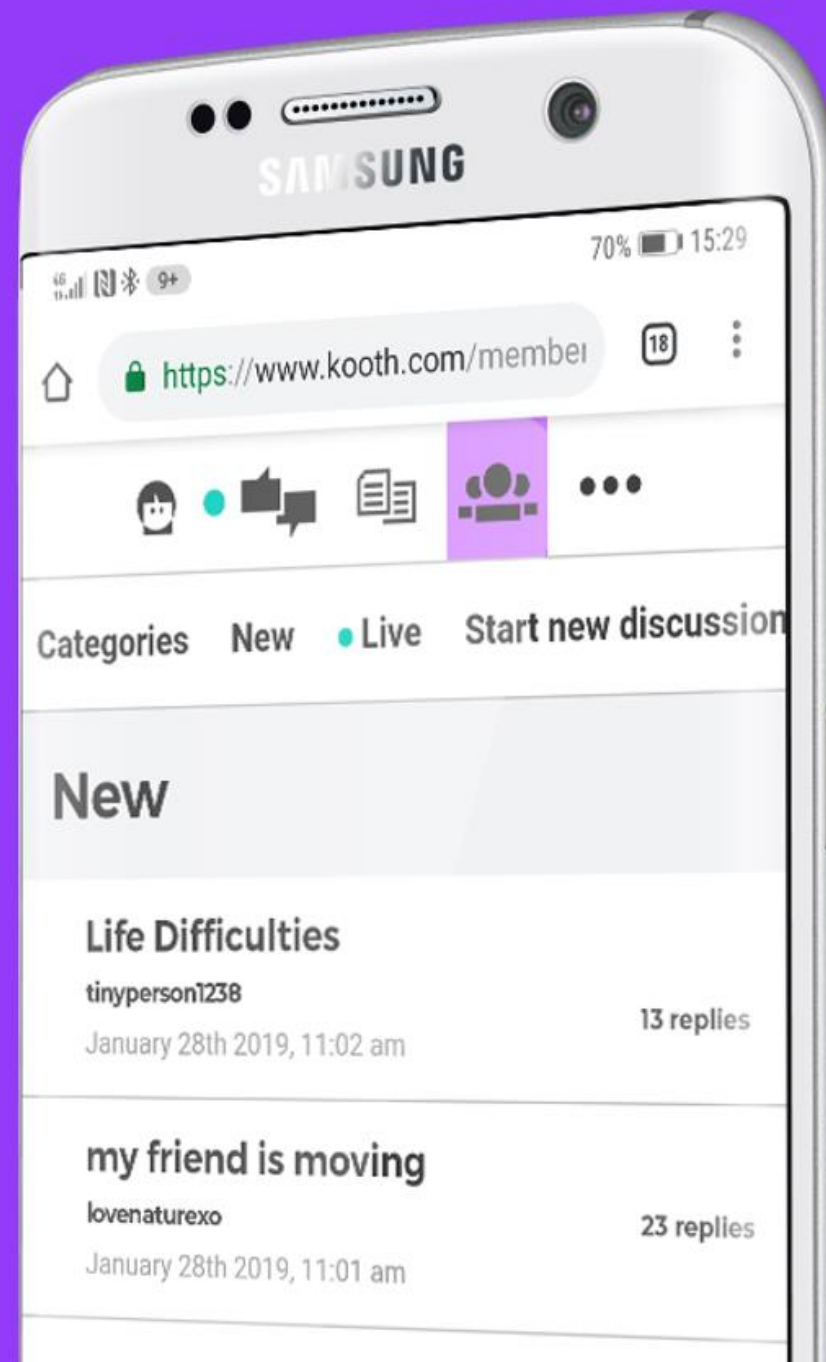 SAMSUNG
4G 70% 15:29
9+
https://www.kooth.com/member
18
Categories New Live Start new discussion
New
Life Difficulties
tinyperson1238
13 replies
January 28th 2019, 11:02 am
my friend is moving
lovenaturexo
23 replies
January 28th 2019, 11:01 am